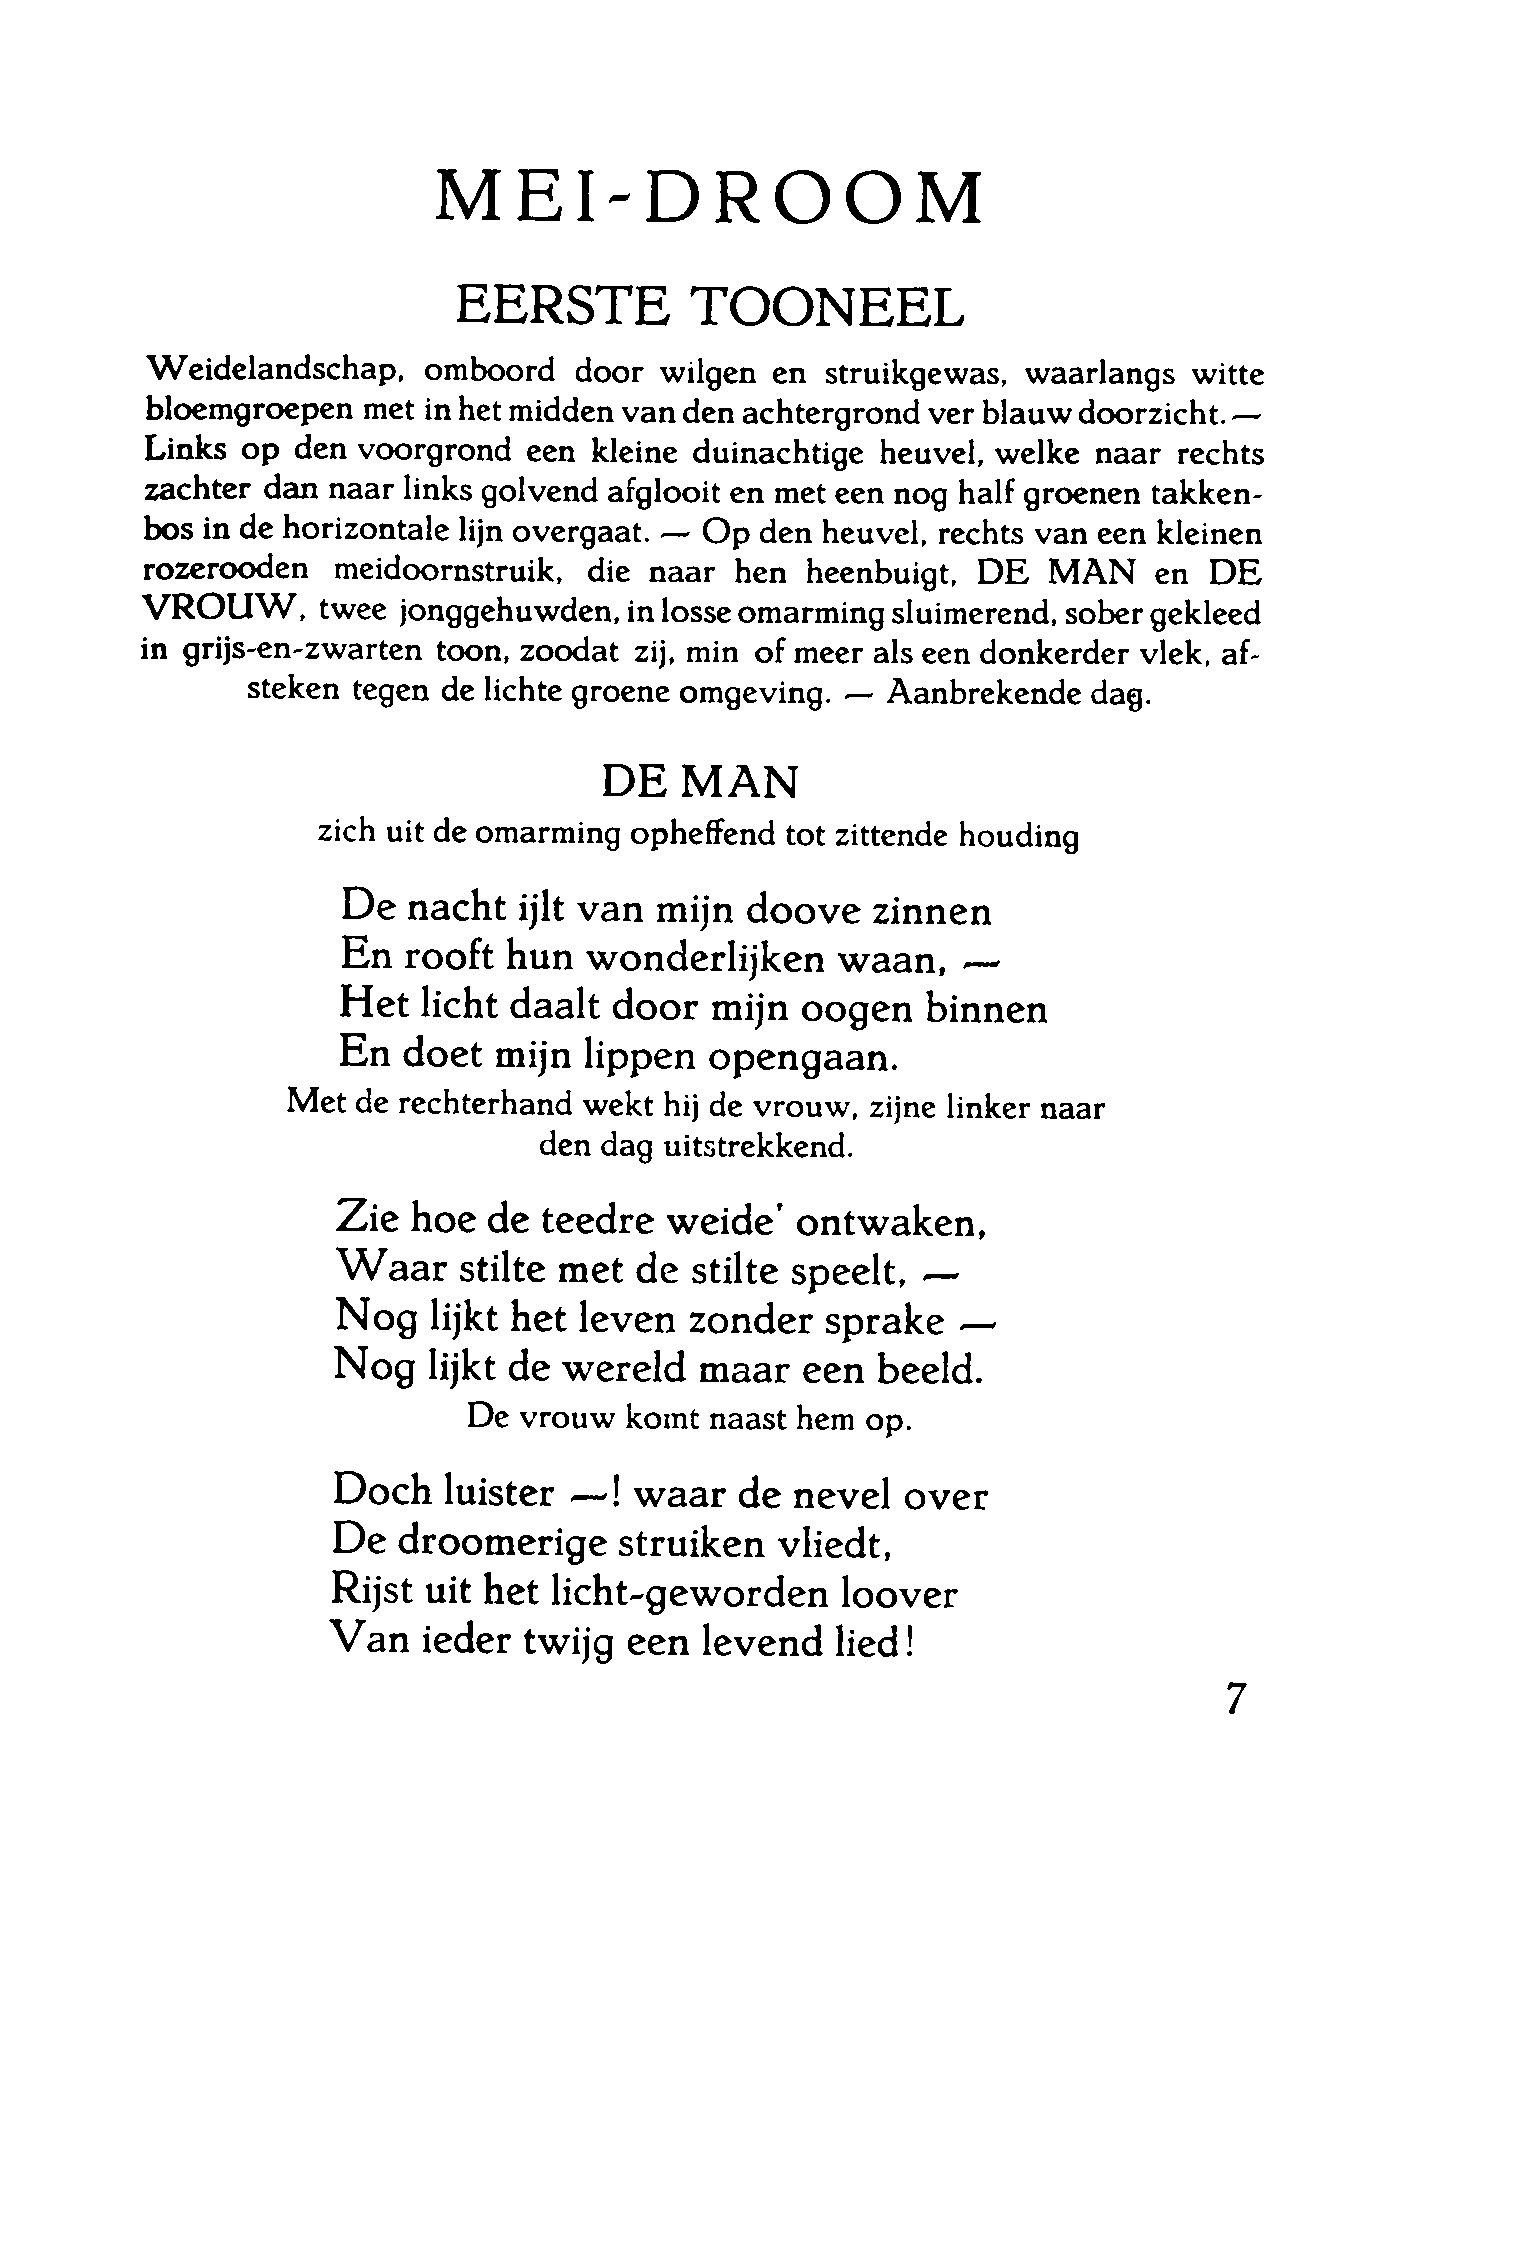 MEI-DROOM
EERSTE TOONEEL
Weidelandschap, omboord door wilgen en struikgewas, waarlangs witte
bloemgroepen met in het midden van den achtergrond ver blauw doorzicht. —
Links op den voorgrond een kleine duinachtige heuvel, welke naar rechts
zachter dan naar links golvend afglooit en met een nog half groenen takken-
bos in de horizontale lijn overgaat. — Op den heuvel, rechts van een kleinen
rozerooden meidoornstruik, die naar hen heenbuigt, DE MAN en DE
VROUW, twee jonggehuwden, in losse omarming sluimerend, sober gekleed
in grijs-en-zwarten toon, zoodat zij, min of meer als een donkerder vlek, af-
steken tegen de lichte groene omgeving. — Aanbrekende dag.
DE MAN
zich uit de omarming opheffend tot zittende houding
De nacht ijlt van mijn doove zinnen
En rooft hun wonderlijken waan, —
Het licht daalt door mijn oogen binnen
En doet mijn lippen opengaan.
Met de rechterhand wekt hij de vrouw, zijne linker naar
den dag uitstrekkend.
Zie hoe de teedre weide' ontwaken,
Waar stilte met de stilte speelt, —
Nog lijkt het leven zonder sprake —
Nog lijkt de wereld maar een beeld.
De vrouw komt naast hem op.
Doch luister —! waar de nevel over
De droomerige struiken vliedt,
Rijst uit het licht-geworden loover
Van ieder twijg een levend lied!
7